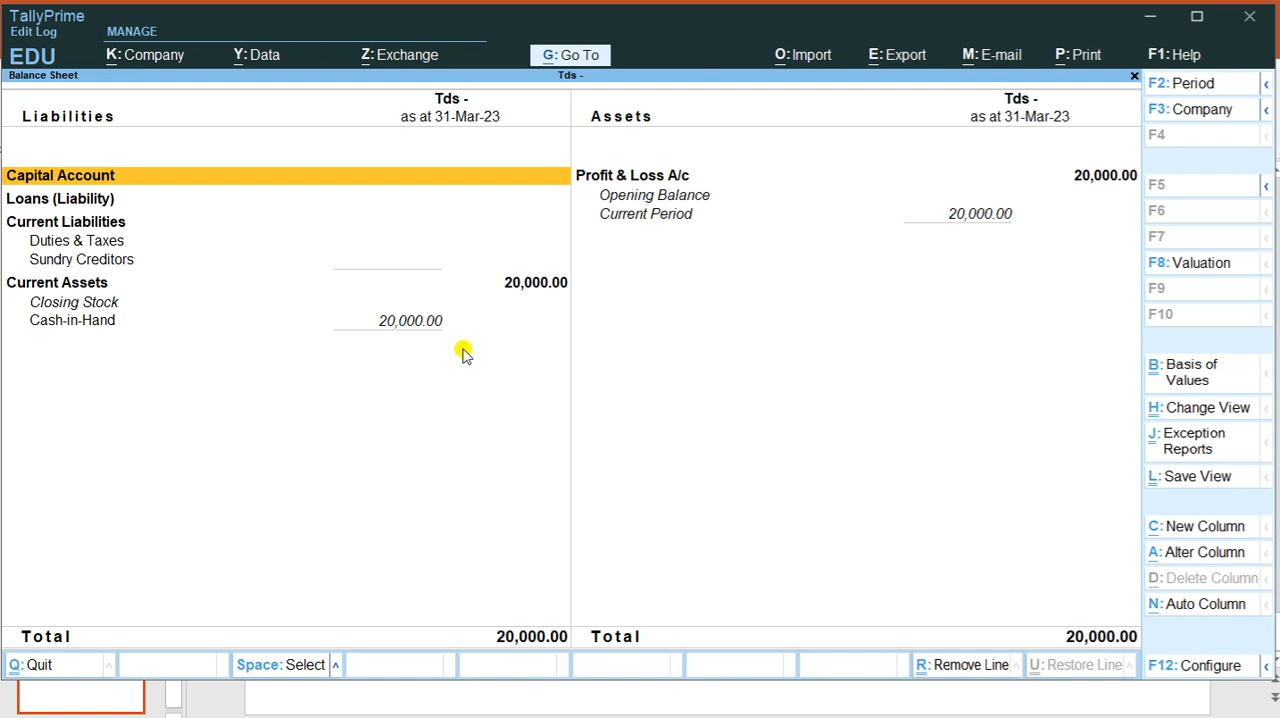 TallyPrime
Edit Log
MANAGE
EDU
K: Company
Y: Data
Z: Exchange
G: Go To
O: Import
E: Export
M: E-mail
P: Print
F1: Help
Balance Sheet
Tds -
Liabilities
Tds -
as at 31-Mar-23
Assets
Tds -
as at 31-Mar-23
Capital Account
Loans (Liability)
Current Liabilities
Duties & Taxes
Sundry Creditors
Current Assets 20,000.00
Closing Stock
Cash-in-Hand 20,000.00
Profit & Loss A/c 20,000.00
Opening Balance
Current Period 20,000.00
Total 20,000.00
Total 20,000.00
F2: Period
F3: Company
F4
F5
F6
F7
F8: Valuation
F9
F10
B: Basis of
Values
H: Change View
J: Exception
Reports
L: Save View
C: New Column
A: Alter Column
D: Delete Column
N: Auto Column
Q: Quit
Space: Select
R: Remove Line
U: Restore Line
F12: Configure